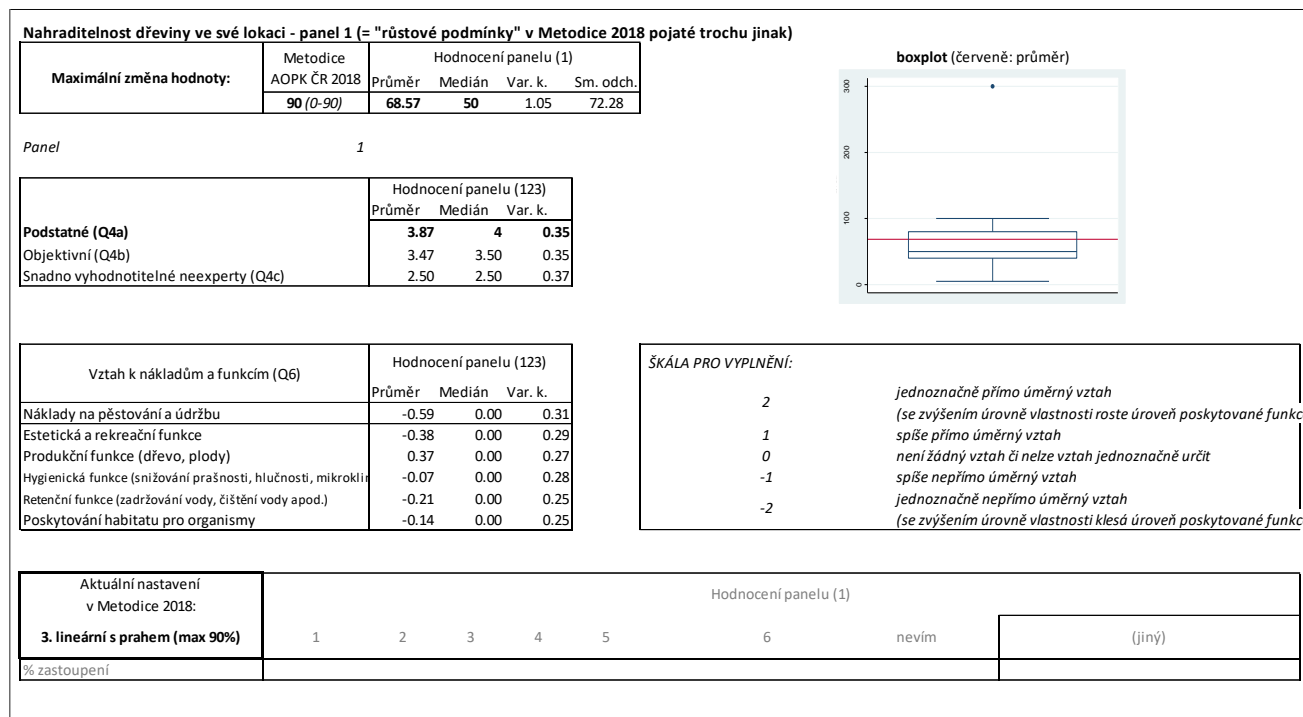 Nahraditelnost dřeviny ve své lokaci - panel 1 (= "růstové podmínky" v Metodice 2018 pojaté trochu jinak)
Maximální změna hodnoty:
Metodice
AOPK ČR 2018
Hodnocení panelu (1)
Průměr Medián Var. k. Sm. odch.
90 (0-90) 68.57 50 1.05 72.28
boxplot (červeně: průměr)
300
200
100
0
Panel 1
Hodnocení panelu (123)
Průměr Medián Var. k.
Podstatné (Q4a) 3.87 4 0.35
Objektivní (Q4b) 3.47 3.50 0.35
Snadno vyhodnotitelné neexperty (Q4c) 2.50 2.50 0.37
Vztah k nákladům a funkcím (Q6)
Hodnocení panelu (123)
Průměr Medián Var. k.
Náklady na pěstování a údržbu -0.59 0.00 0.31
Estetická a rekreační funkce -0.38 0.00 0.29
Produkční funkce (dřevo, plody) 0.37 0.00 0.27
Hygienická funkce (snižování prašnosti, hlučnosti, mikroklir -0.07 0.00 0.28
Retenční funkce (zadržování vody, čištění vody apod.) -0.21 0.00 0.25
Poskytování habitatu pro organismy -0.14 0.00 0.25
ŠKÁLA PRO VYPLNĚNÍ:
2 jednoznačně přímo úměrný vztah
(se zvýšením úrovně vlastnosti roste úroveň poskytované funkc
1 spíše přímo úměrný vztah
0 není žádný vztah či nelze vztah jednoznačně určit
-1 spíše nepřímo úměrný vztah
-2 jednoznačně nepřímo úměrný vztah
(se zvýšením úrovně vlastnosti klesá úroveň poskytované funkc
Aktuální nastavení
v Metodice 2018:
Hodnocení panelu (1)
3. lineární s prahem (max 90%) 1 2 3 4 5 6 nevím (jiný)
% zastoupení